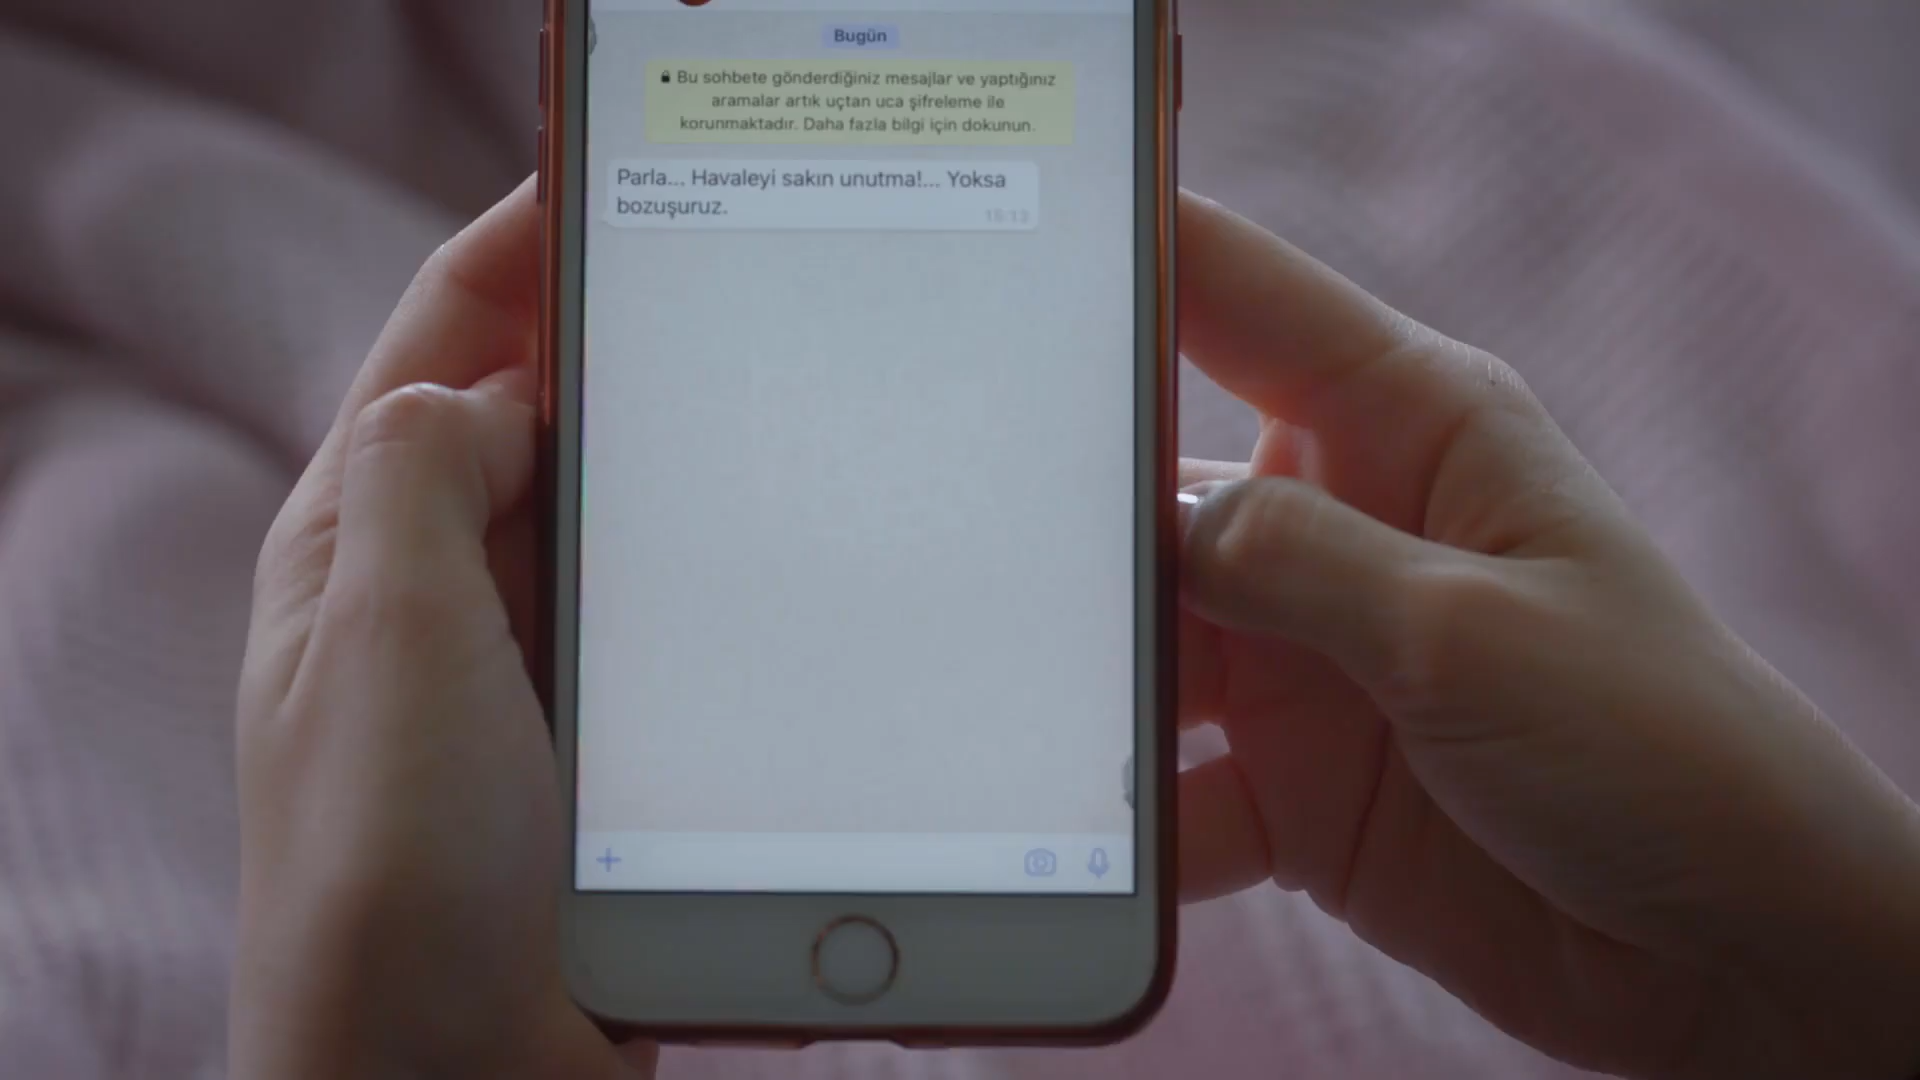 Bugün
Bu sohbete gönderdiğiniz mesajlar ve yaptığınız
aramalar artık uçtan uca şifreleme ile
korunmaktadır. Daha fazla bilgi için dokunun.
Parla... Havaleyi sakın unutma!... Yoksa
bozuşuruz.